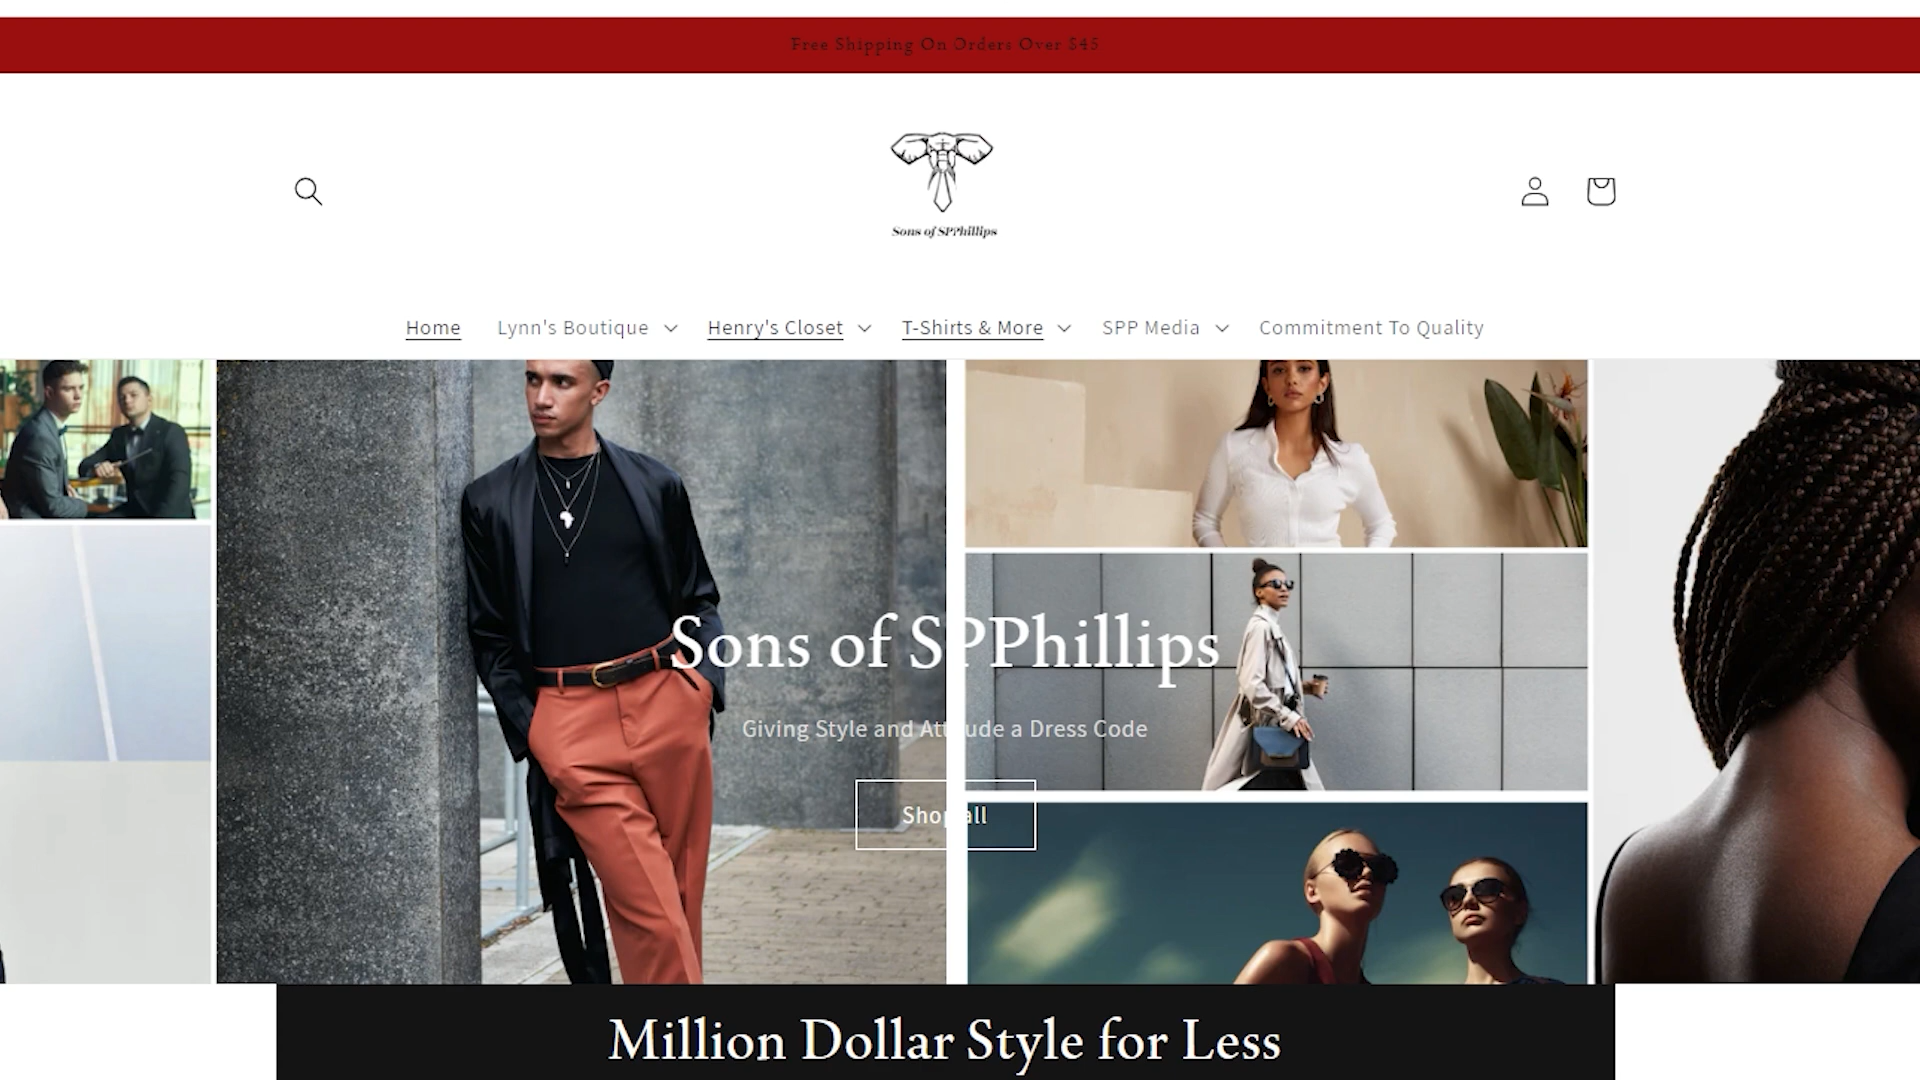 Free Shipping On Orders Over $45
Sons of SPPhillips
Home Lynn's Boutique Henry's Closet T-Shirts & More SPP Media Commitment To Quality
Sons of SPPhillips
Giving Style and Attitude a Dress Code
Shop all
Million Dollar Style for Less